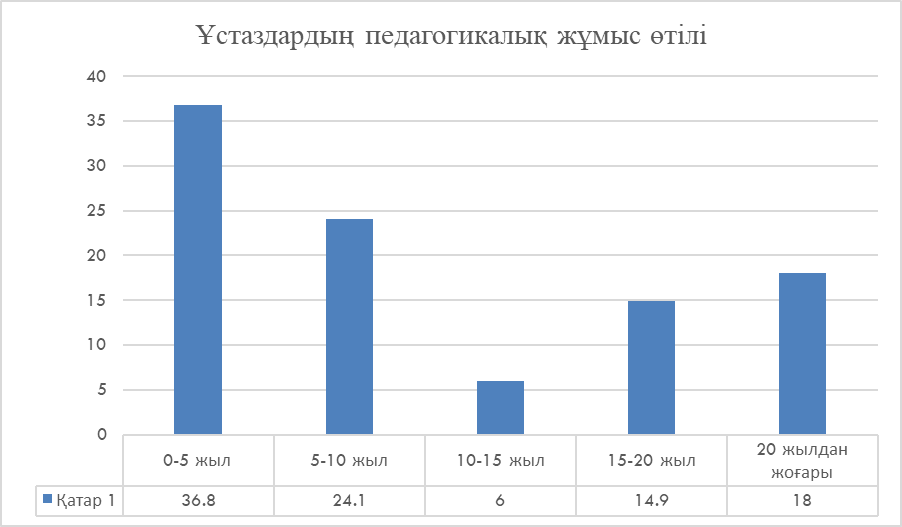 Ұстаздардың педагогикалық жұмыс өтілі
40
35
30
25
20
15
10
5
0
0-5 жыл 5-10 жыл 10-15 жыл 15-20 жыл 20 жылдан
жоғары
Қатар 1 36.8 24.1 6 14.9 18